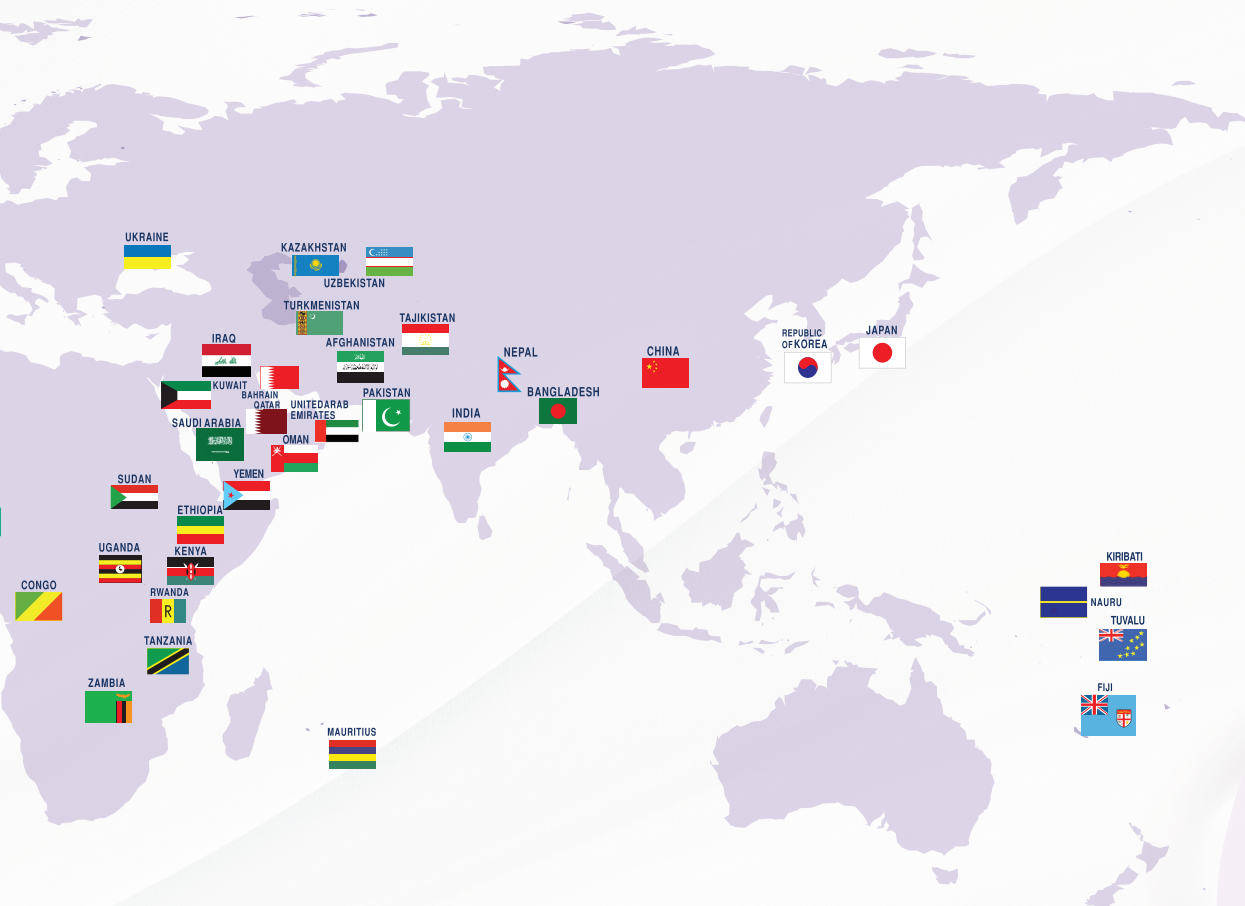 UKRAINE
KAZAKHSTAN
UZBEKISTAN
TURKMENISTAN
TAJIKISTAN
IRAQ
AFGHANISTAN
REPUBLIC
OF KOREA
JAPAN
NEPAL
CHINA
KUWAIT
BAHRAIN
QATAR
UNITEDARAB
EMIRATES
PAKISTAN
BANGLADESH
INDIA
SAUDI ARABIA
OMAN
YEMEN
SUDAN
ETHIOPIA
UGANDA
KENYA
CONGO
RWANDA
R
TANZANIA
ZAMBIA
MAURITIUS
KIRIBATI
NAURU
TUVALU
FIJI